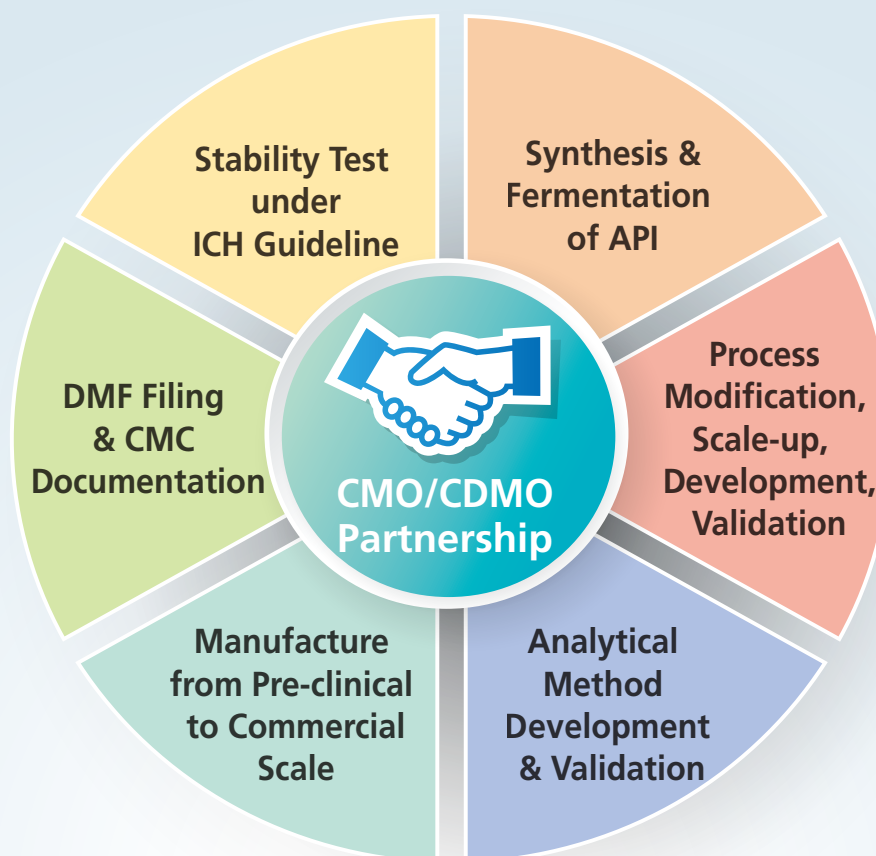 Stability Test
under
ICH Guideline
Synthesis &
Fermentation
of API
Process
Modification,
Scale-up,
Development,
Validation
Analytical
Method
Development
& Validation
Manufacture
from Pre-clinical
to Commercial
Scale
DMF Filing
& CMC
Documentation
CMO/CDMO
Partnership